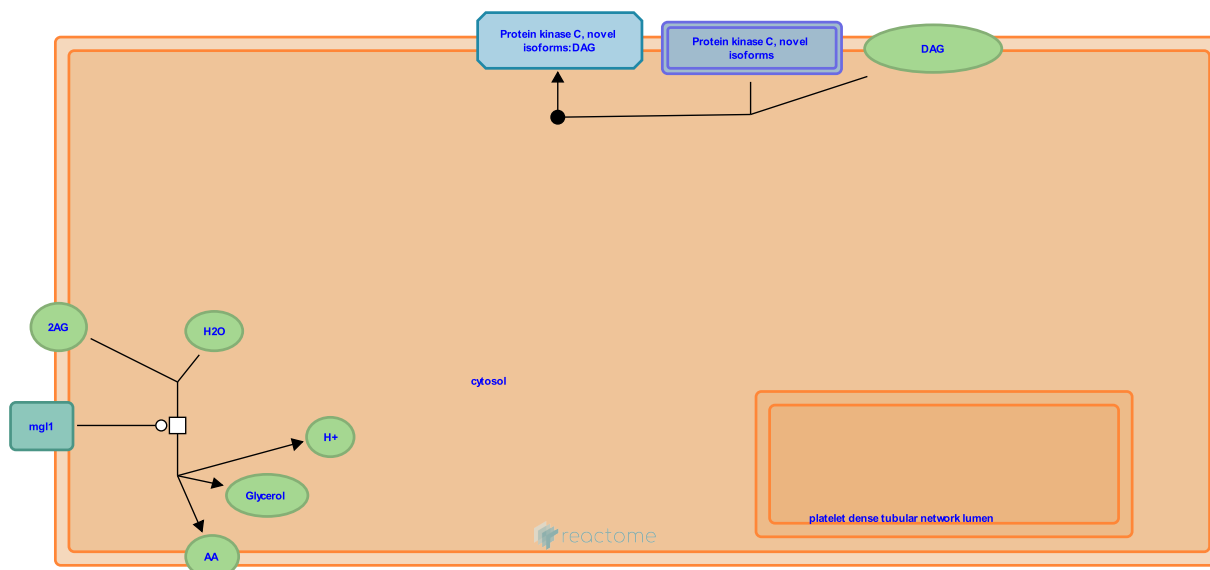 Protein kinase C, novel
isoforms:DAG
Protein kinase C, novel
isoforms
DAG
2AG
H2O
cytosol
mgl1
H+
Glycerol
platelet dense tubular network lumen
reactome
AA